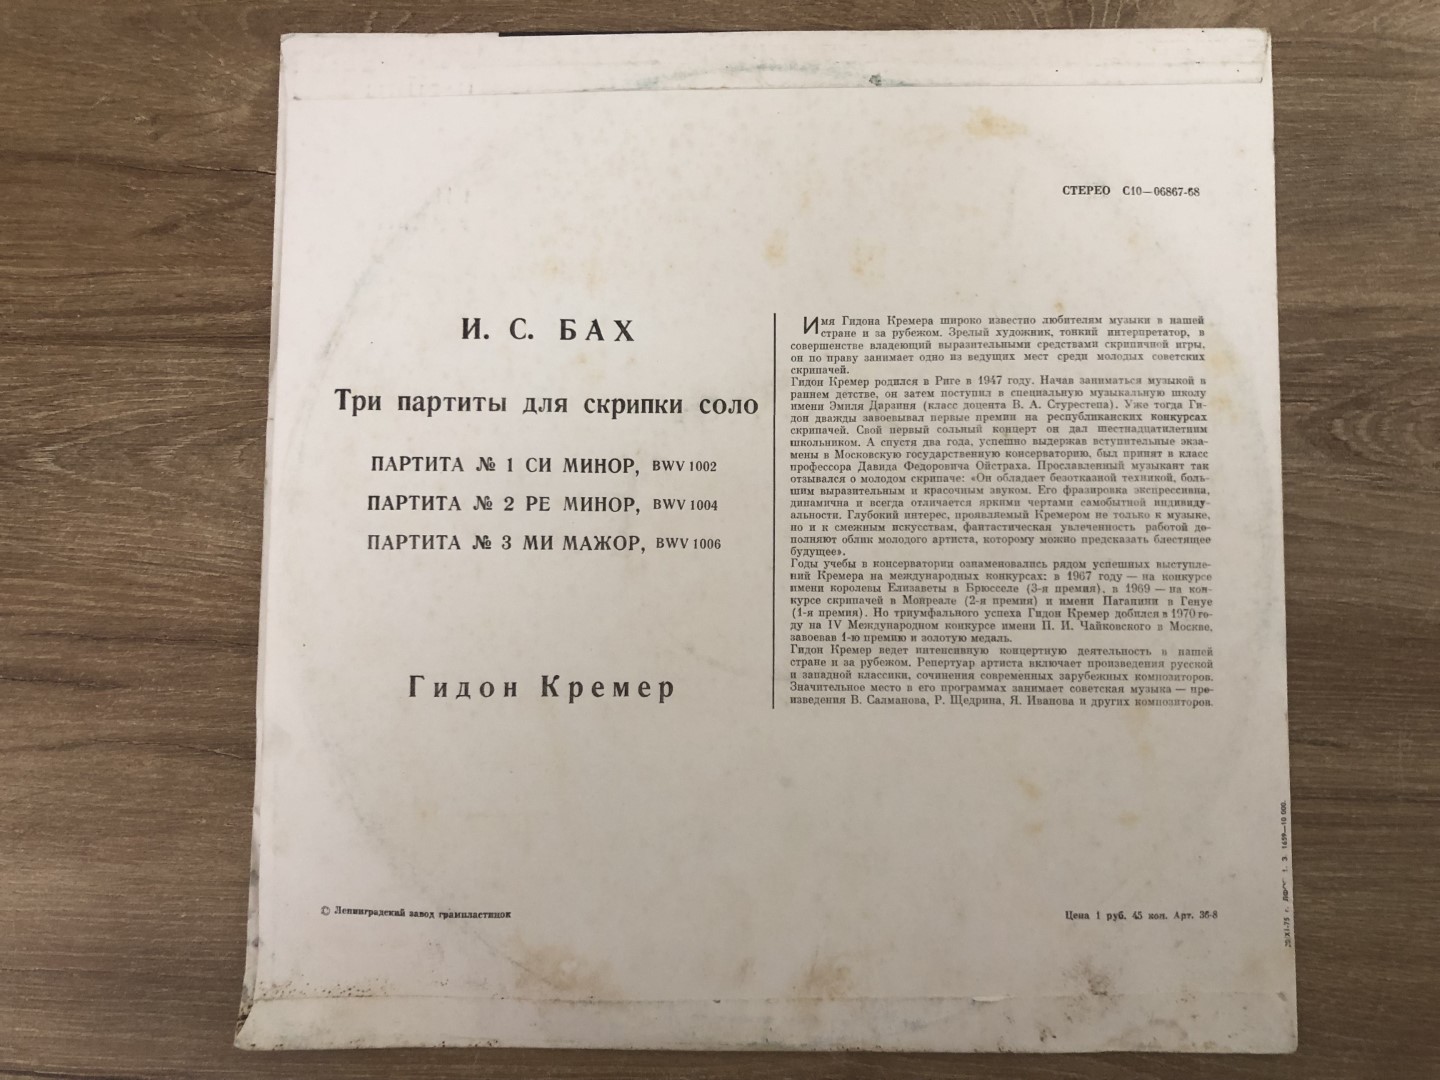 СТЕРЕО С10—06867-68
И. С. БАХ
Три партиты для скрипки соло
ПАРТИТА № 1 СИ МИНОР, BWV 1002
ПАРТИТА № 2 РЕ МИНОР, BWV 1004
ПАРТИТА № 3 МИ МАЖОР, BWV 1006
Гидон Кремер
Имя Гидона Кремера широко известно любителям музыки в нашей
стране и за рубежом. Зрелый художник, тонкий интерпретатор, в
совершенстве владеющий выразительными средствами скрипичной игры,
он по праву занимает одно из ведущих мест среди молодых советских
скрипачей.
Гидон Кремер родился в Риге в 1947 году. Начав заниматься музыкой в
раннем детстве, он затем поступил в специальную музыкальную школу
имени Эмиля Дарзиня (класс доцента В. А. Стурестепа). Уже тогда Ги-
дон дважды завоевывал первые премии на республиканских конкурсах
скрипачей. Свой первый сольный концерт он дал шестнадцатилетним
школьником. А спустя два года, успешно выдержав вступительные экза-
мены в Московскую государственную консерваторию, был принят в класс
профессора Давида Федоровича Ойстраха. Прославленный музыкант так
отзывался о молодом скрипаче: «Он обладает безотказной техникой, боль-
шим выразительным и красочным звуком. Его фразировка экспрессивна,
динамична и всегда отличается яркими чертами самобытной индивиду-
альности. Глубокий интерес, проявляемый Кремером не только к музыке,
но и к смежным искусствам, фантастическая увлеченность работой до-
полняют облик молодого артиста, которому можно предсказать блестящее
будущее».
Годы учебы в консерватории ознаменовались рядом успешных выступле-
ний Кремера на международных конкурсах: в 1967 году — на конкурсе
имени королевы Елизаветы в Брюсселе (3-я премия), в 1969 — на кон-
курсе скрипачей в Монреале (2-я премия) и имени Паганини в Генуе
(1-я премия). Но триумфального успеха Гидон Кремер добился в 1970 го-
ду на IV Международном конкурсе имени П. И. Чайковского в Москве,
завоевав 1-ю премию и золотую медаль.
Гидон Кремер ведет интенсивную концертную деятельность в нашей
стране и за рубежом. Репертуар артиста включает произведения русской
и западной классики, сочинения современных зарубежных композиторов.
Значительное место в его программах занимает советская музыка — про-
изведения В. Салманова, Р. Щедрина, Я. Иванова и других композиторов.
© Ленинградский завод грампластинок
Цена 1 руб. 45 коп. Арт. 36-8